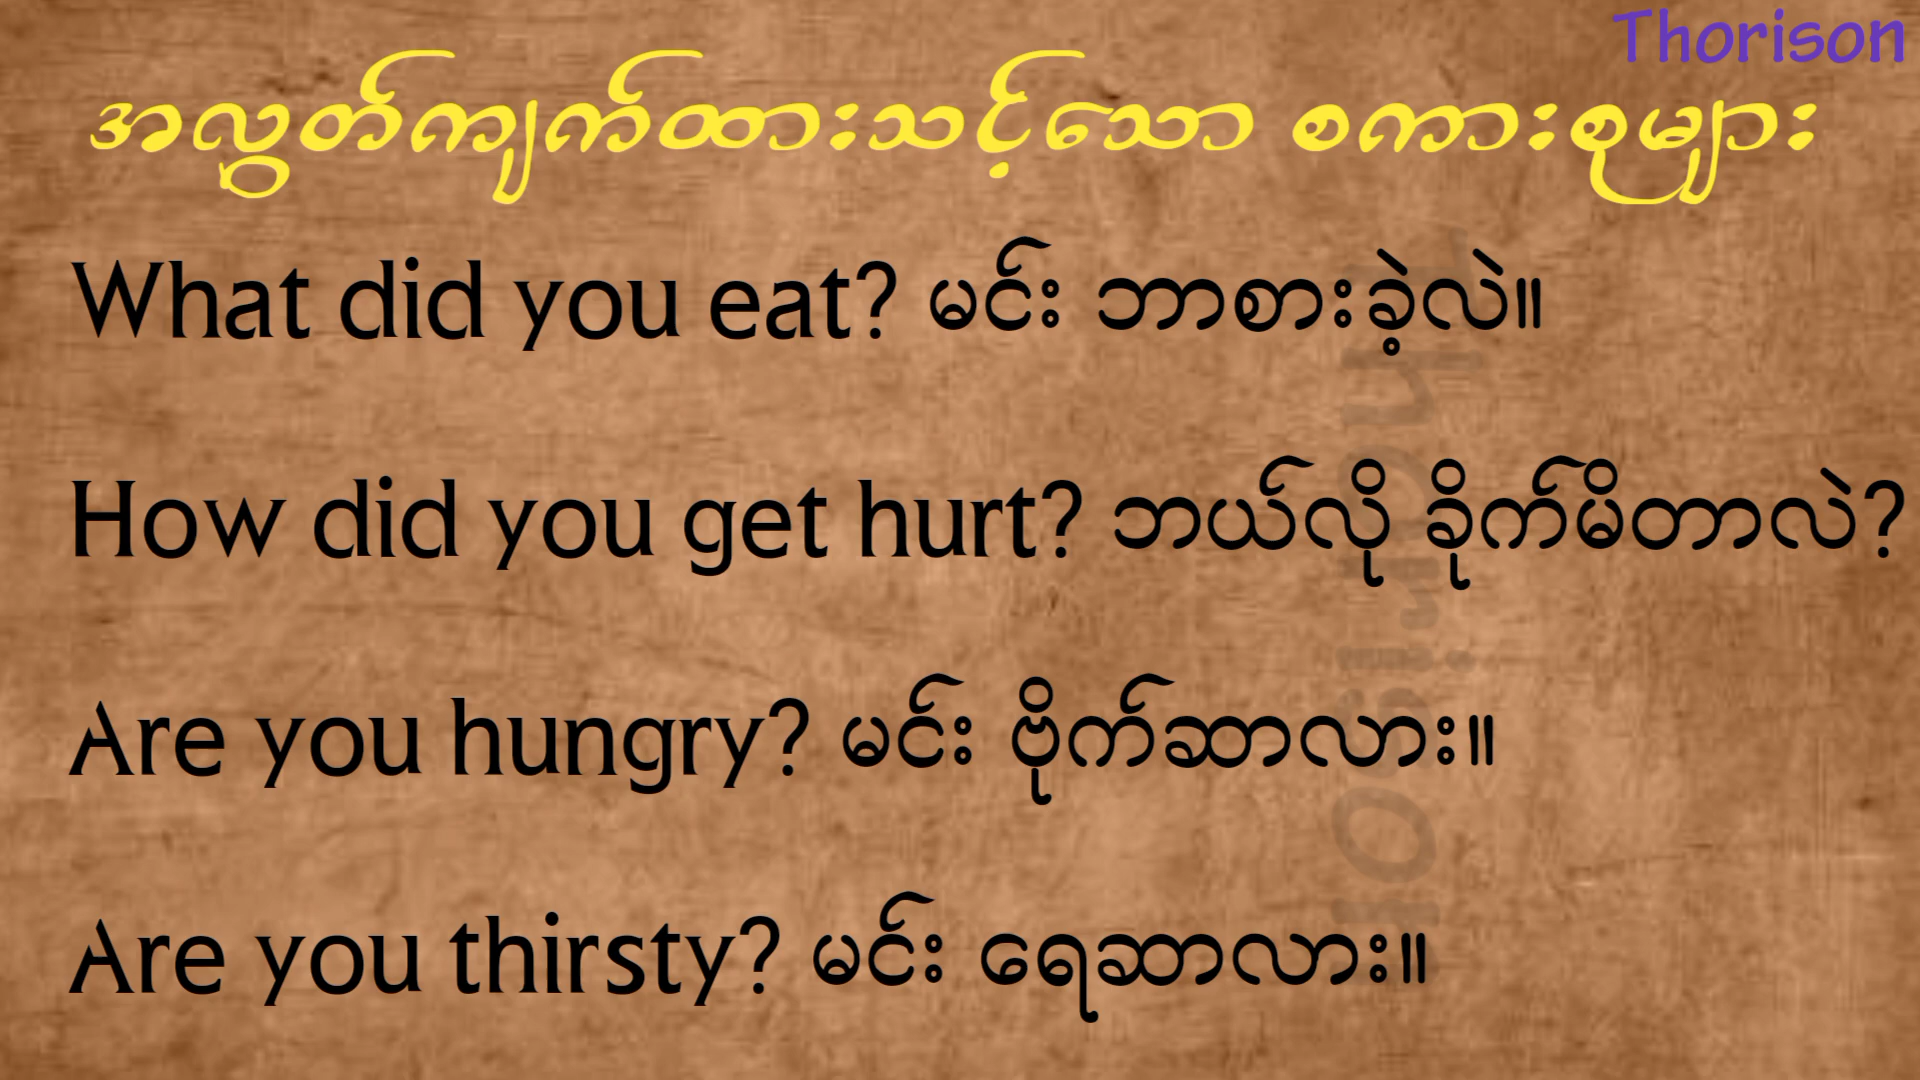 Thorison
အလွတ်ကျက်ထားသင့်သော စကားစုများ
What did you eat? မင်း ဘာစားခဲ့လဲ။
How did you get hurt? ဘယ်လို ခိုက်မိတာလဲ?
Are you hungry? မင်း ဗိုက်ဆာလား။
Are you thirsty? မင်း ရေဆာလား။
Thorison